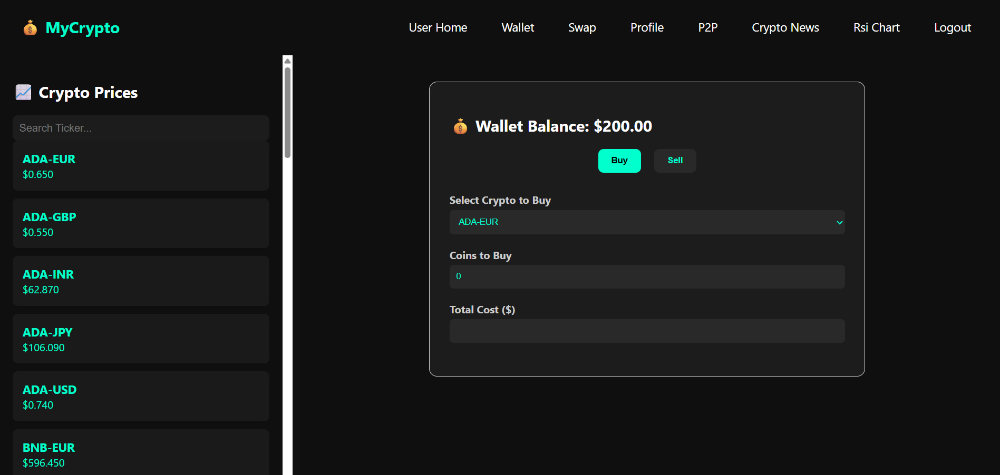 MyCrypto
User Home Wallet Swap Profile P2P Crypto News Rsi Chart Logout
Crypto Prices
Search Ticker...
ADA-EUR
$0.650
ADA-GBP
$0.550
ADA-INR
$62.870
ADA-JPY
$106.090
ADA-USD
$0.740
BNB-EUR
$596.450
Wallet Balance: $200.00
Buy Sell
Select Crypto to Buy
ADA-EUR
Coins to Buy
0
Total Cost ($)